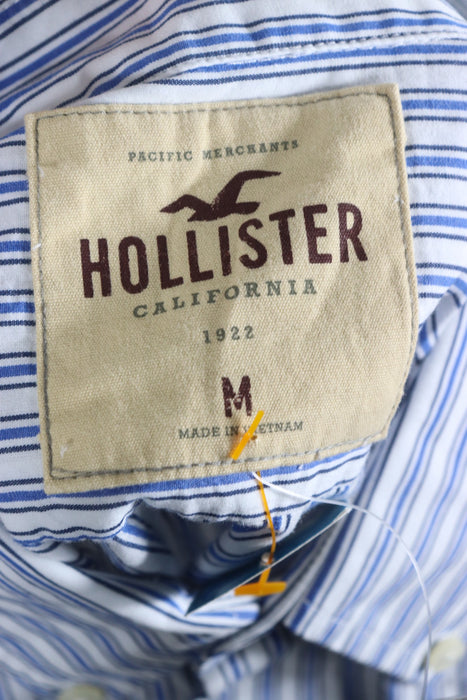 PACIFIC MERCHANTS
HOLLISTER
CALIFORNIA
1922
M
MADE IN VIETNAM